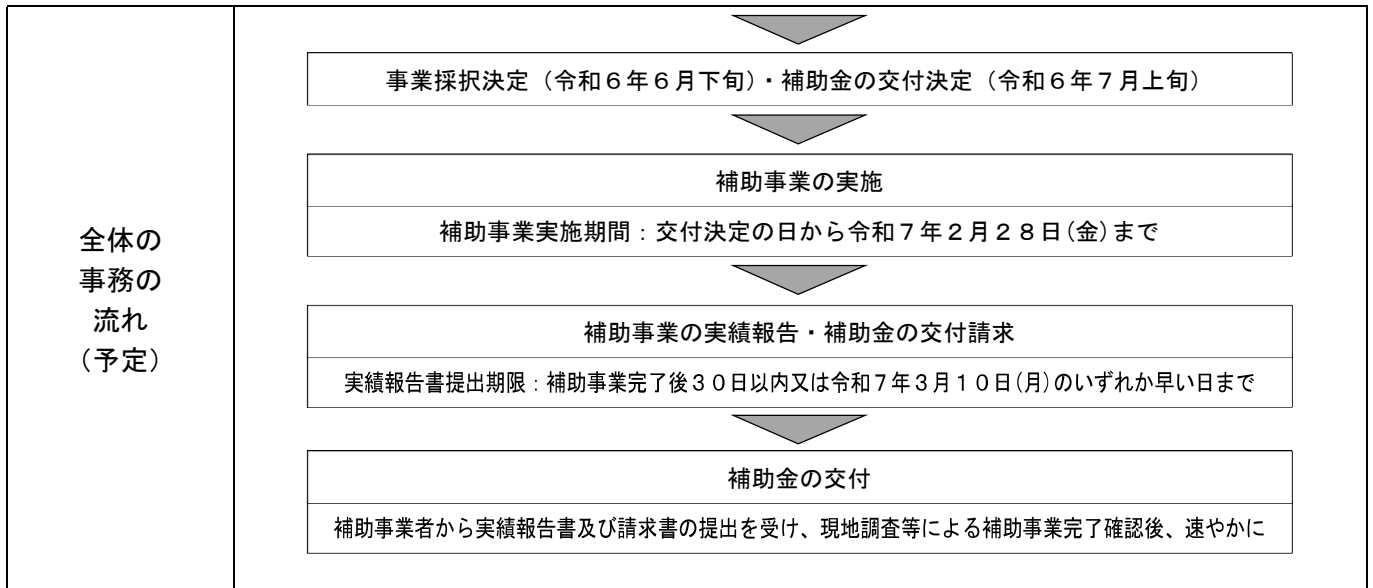 全体の
事務の
流れ
（予定）
事業採択決定（令和６年６月下旬）・補助金の交付決定（令和６年７月上旬）
補助事業の実施
補助事業実施期間：交付決定の日から令和７年２月２８日(金)まで
補助事業の実績報告・補助金の交付請求
実績報告書提出期限：補助事業完了後３０日以内又は令和７年３月１０日(月)のいずれか早い日まで
補助金の交付
補助事業者から実績報告書及び請求書の提出を受け、現地調査等による補助事業完了確認後、速やかに